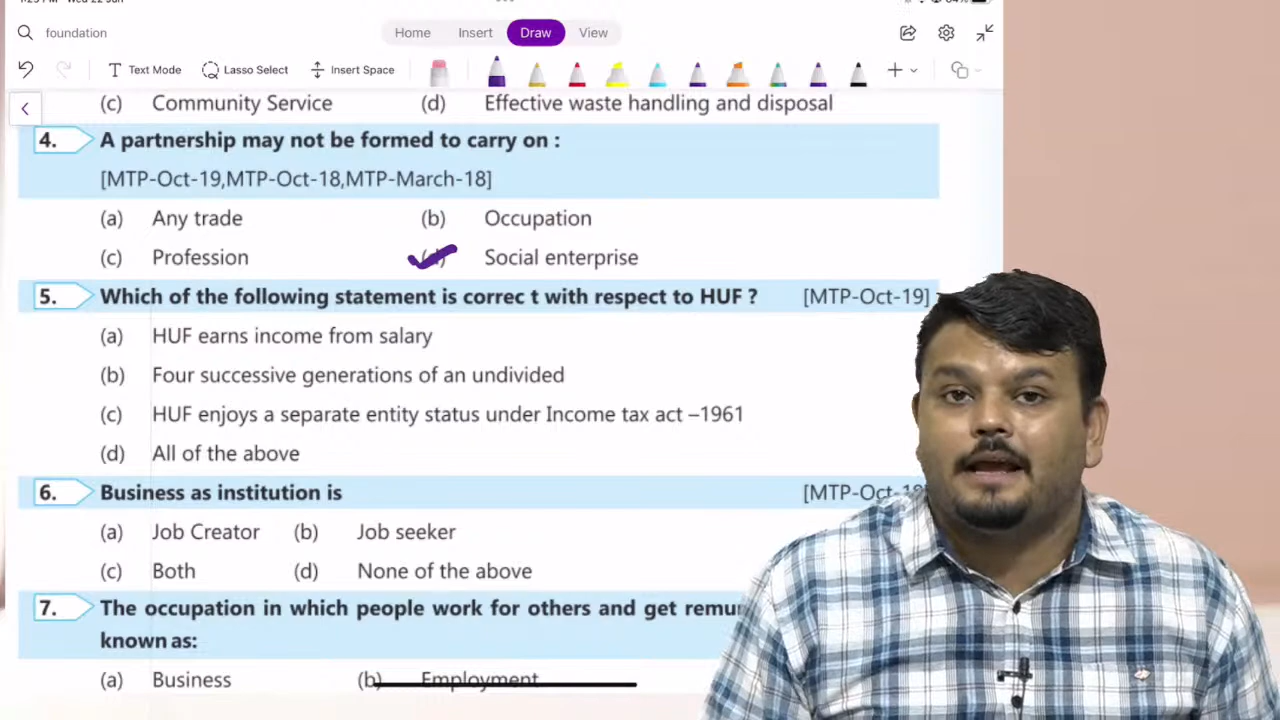 foundation
Home Insert Draw View
Text Mode Lasso Select Insert Space
(c) Community Service (d) Effective waste handling and disposal
4. A partnership may not be formed to carry on :
[MTP-Oct-19,MTP-Oct-18,MTP-March-18]
(a) Any trade (b) Occupation
(c) Profession (d) Social enterprise
5. Which of the following statement is correc t with respect to HUF ? [MTP-Oct-19]
(a) HUF earns income from salary
(b) Four successive generations of an undivided
(c) HUF enjoys a separate entity status under Income tax act –1961
(d) All of the above
6. Business as institution is [MTP-Oct-
(a) Job Creator (b) Job seeker
(c) Both (d) None of the above
7. The occupation in which people work for others and get
known as:
(a) Business (b) Employment